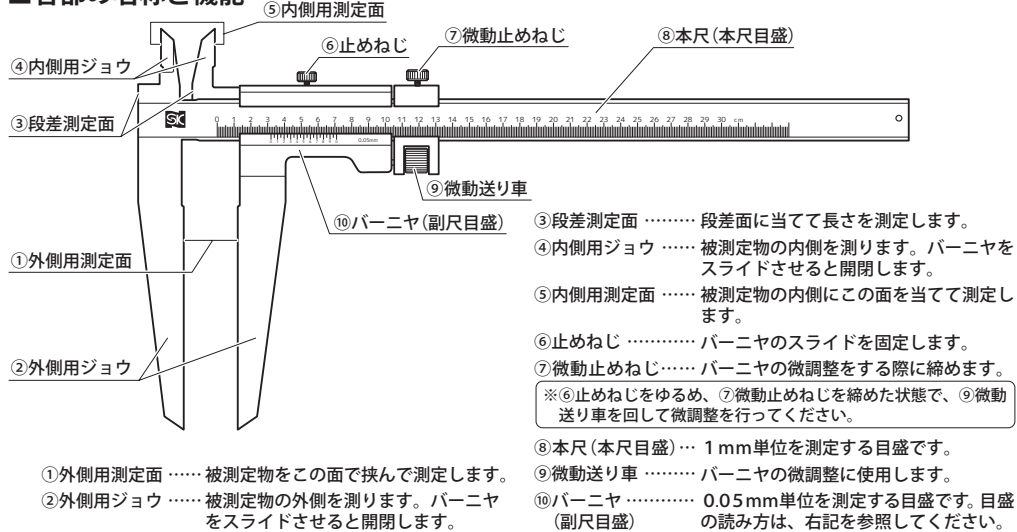 ■各部の名称と機能
⑤内側用測定面
⑥止めねじ
⑦微動止めねじ
⑧本尺(本尺目盛)
④内側用ジョウ
③段差測定面
SK
0 1 2 3 4 5 6 7 8 9 10 11 12 13 14 15 16 17 18 19 20 21 22 23 24 25 26 27 28 29 30 cm
0 1 2 3 4 5 6 7 8 9 0 0.05mm
⑨微動送り車
⑩バーニヤ(副尺目盛)
①外側用測定面
②外側用ジョウ
①外側用測定面 …… 被測定物をこの面で挟んで測定します。
②外側用ジョウ …… 被測定物の外側を測ります。バーニヤ
をスライドさせると開閉します。
③段差測定面 ……… 段差面に当てて長さを測定します。
④内側用ジョウ …… 被測定物の内側を測ります。バーニヤを
スライドさせると開閉します。
⑤内側用測定面 …… 被測定物の内側にこの面を当てて測定し
ます。
⑥止めねじ ………… バーニヤのスライドを固定します。
⑦微動止めねじ…… バーニヤの微調整をする際に締めます。
※⑥止めねじをゆるめ、⑦微動止めねじを締めた状態で、⑨微動
送り車を回して微調整を行ってください。
⑧本尺(本尺目盛)… 1mm単位を測定する目盛です。
⑨微動送り車 ……… バーニヤの微調整に使用します。
⑩バーニヤ ………… 0.05mm単位を測定する目盛です。目盛
(副尺目盛) の読み方は、右記を参照してください。